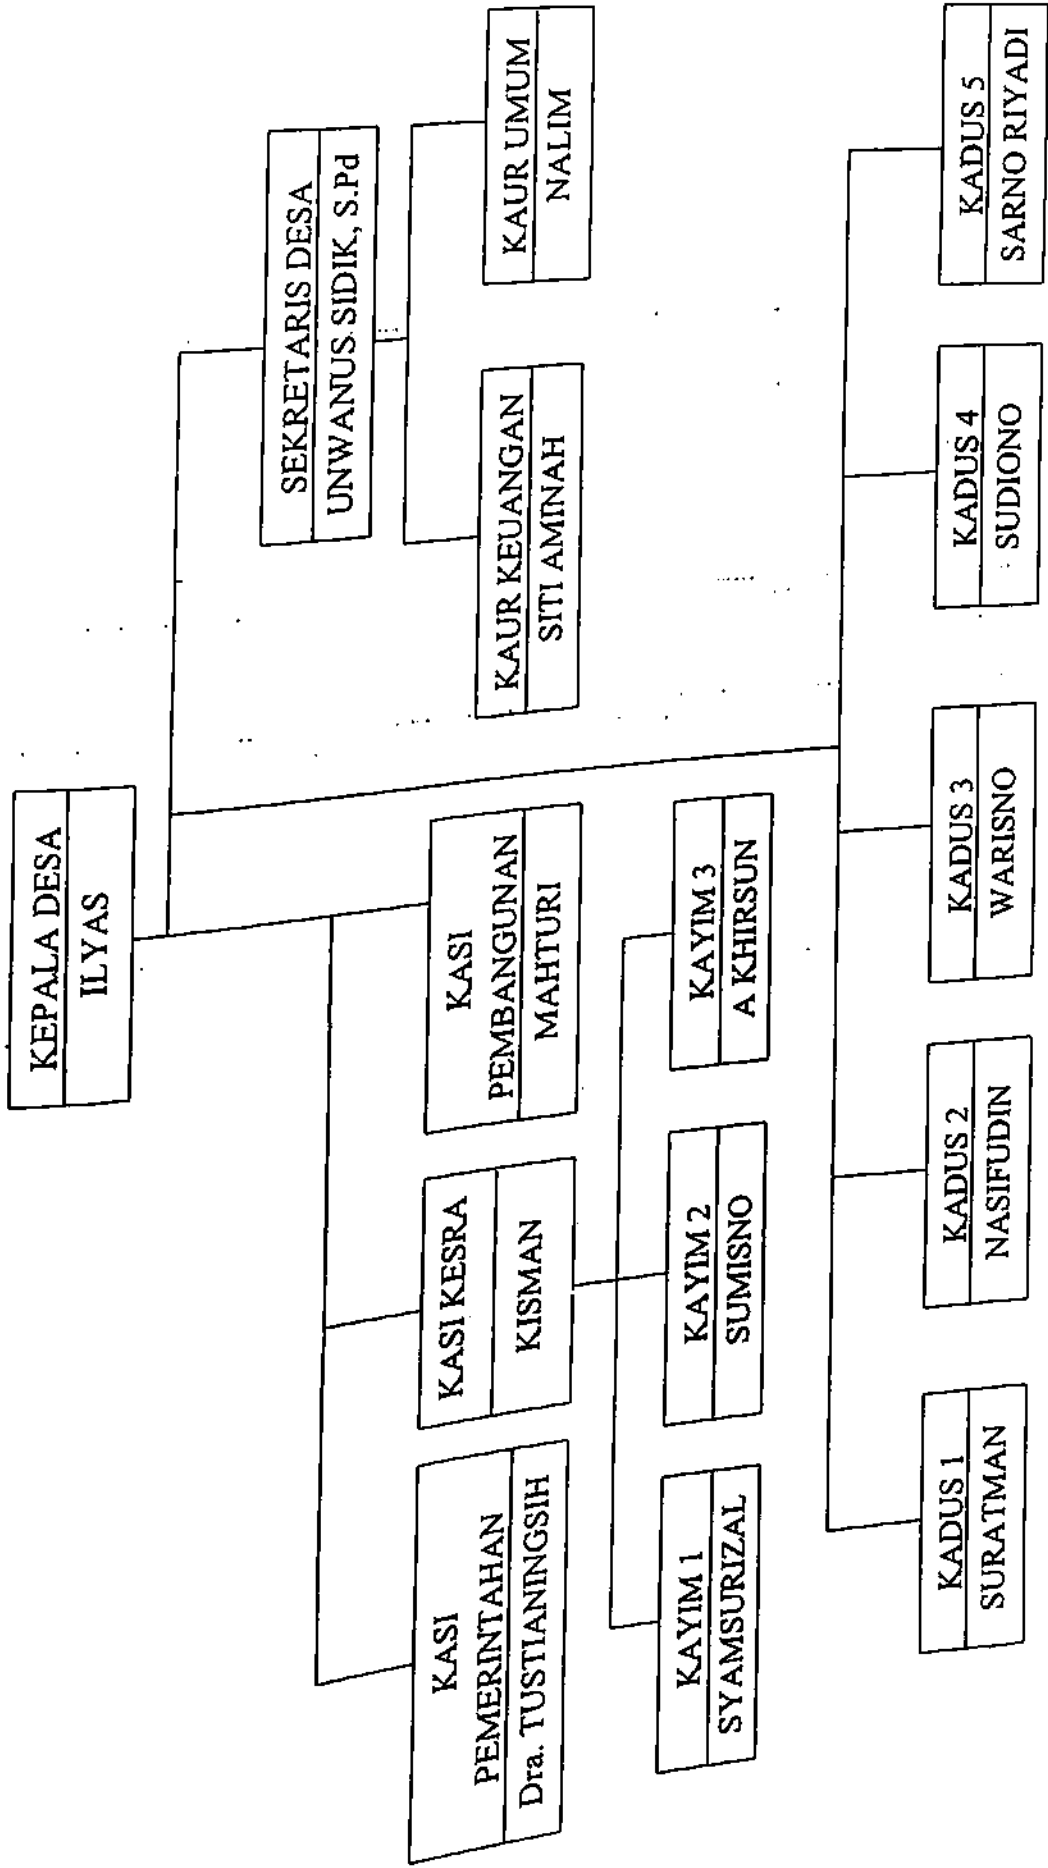 KEPALA DESA
ILYAS
SEKRETARIS DESA
UNWANUS SIDIK, S.Pd
KAUR KEUANGAN
SITI AMINAH
KAUR UMUM
NALIM
KASI
PEMERINTAHAN
Dra. TUSTIANINGSIH
KASI KESRA
KISMAN
KASI
PEMBANGUNAN
MAHTURI
KAYIM 1
SYAMSURIZAL
KAYIM 2
SUMISNO
KAYIM 3
A KHIRSUN
KADUS 1
SURATMAN
KADUS 2
NASIFUDIN
KADUS 3
WARISNO
KADUS 4
SUDIONO
KADUS 5
SARNO RIYADI